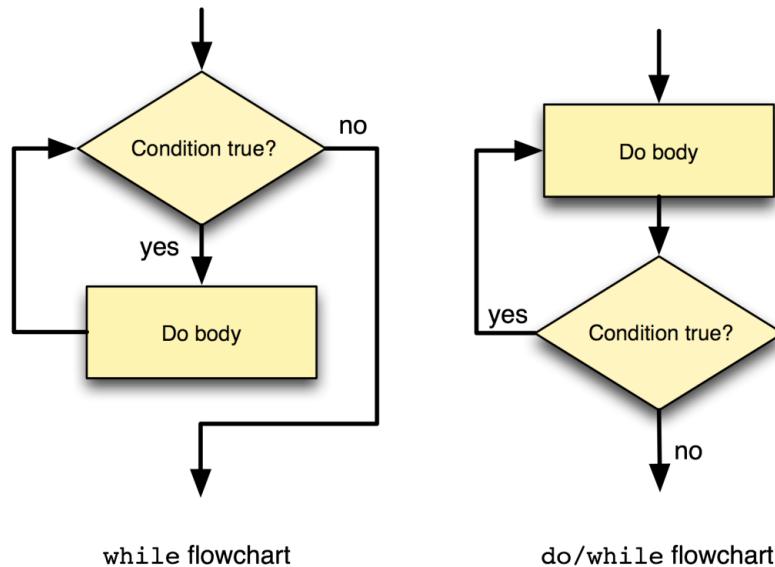 Condition true?
no
yes
Do body
while flowchart
Do body
Condition true?
yes
no
do/while flowchart